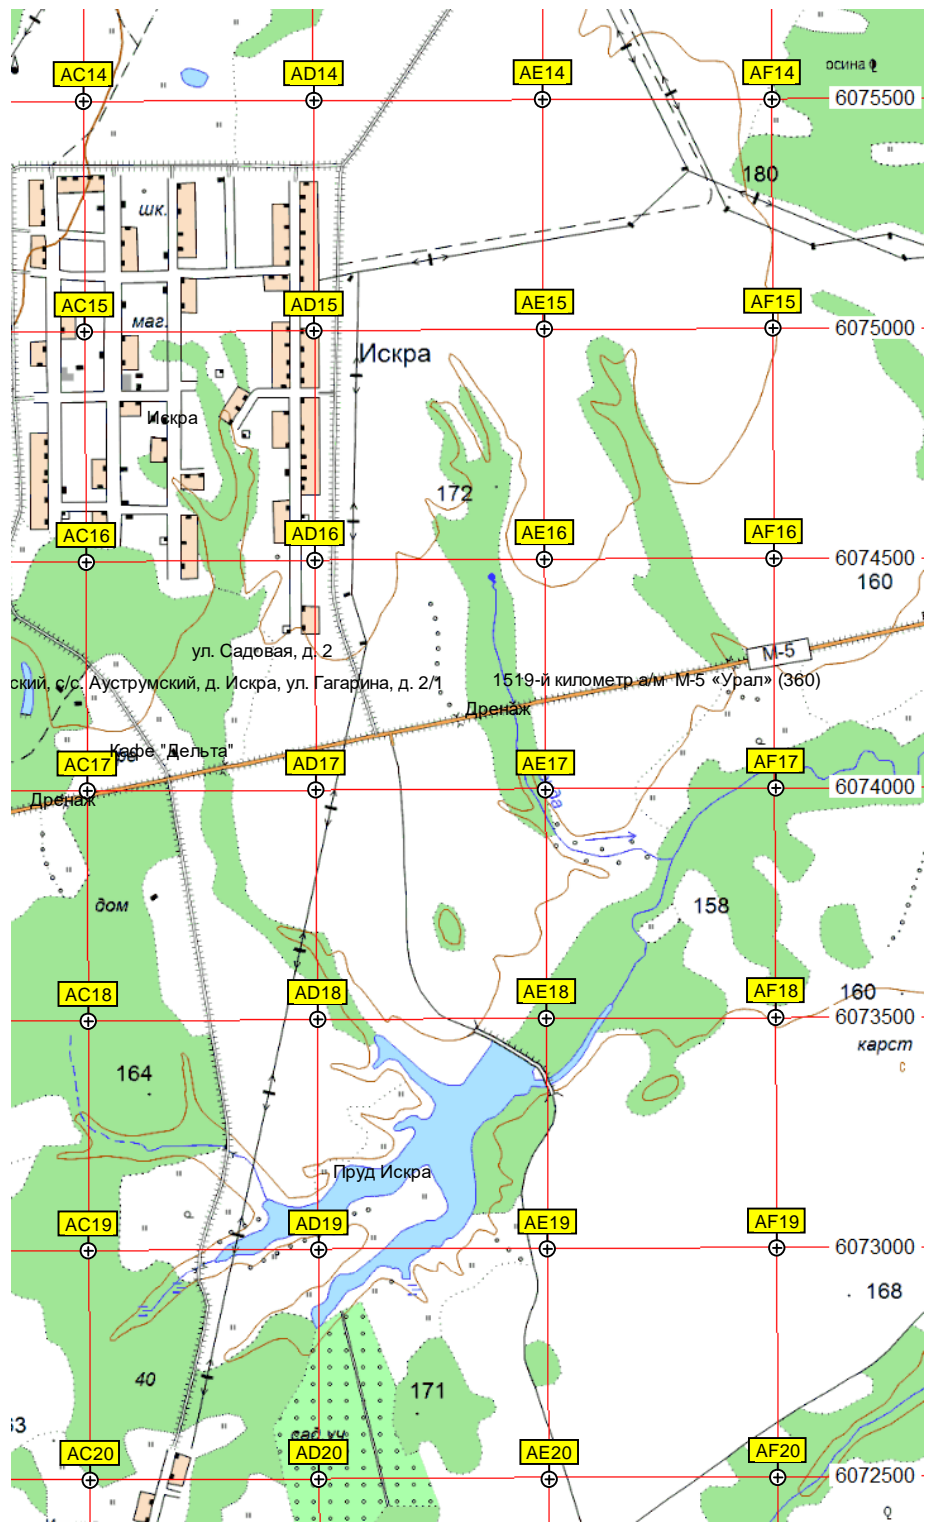 осина
AC14 AD14 AE14 AF14
6075500
180
шк.
AC15 AD15 AE15 AF15
6075000
маг.
Искра
Искра
172
AC16 AD16 AE16 AF16
6074500
160
ул. Садовая, д. 2
М-5
ский, с/с. Ауструмский, д. Искра, ул. Гагарина, д. 2/1
1519-й километр а/м М-5 «Урал» (360)
Дренаж
Кафе "Дельта"
AC17 AD17 AE17 AF17
6074000
Дренаж
дом
158
AC18 AD18 AE18 AF18
160
6073500
карст
164
Пруд Искра
AC19 AD19 AE19 AF19
6073000
168
40
171
сад. уч.
AC20 AD20 AE20 AF20
6072500